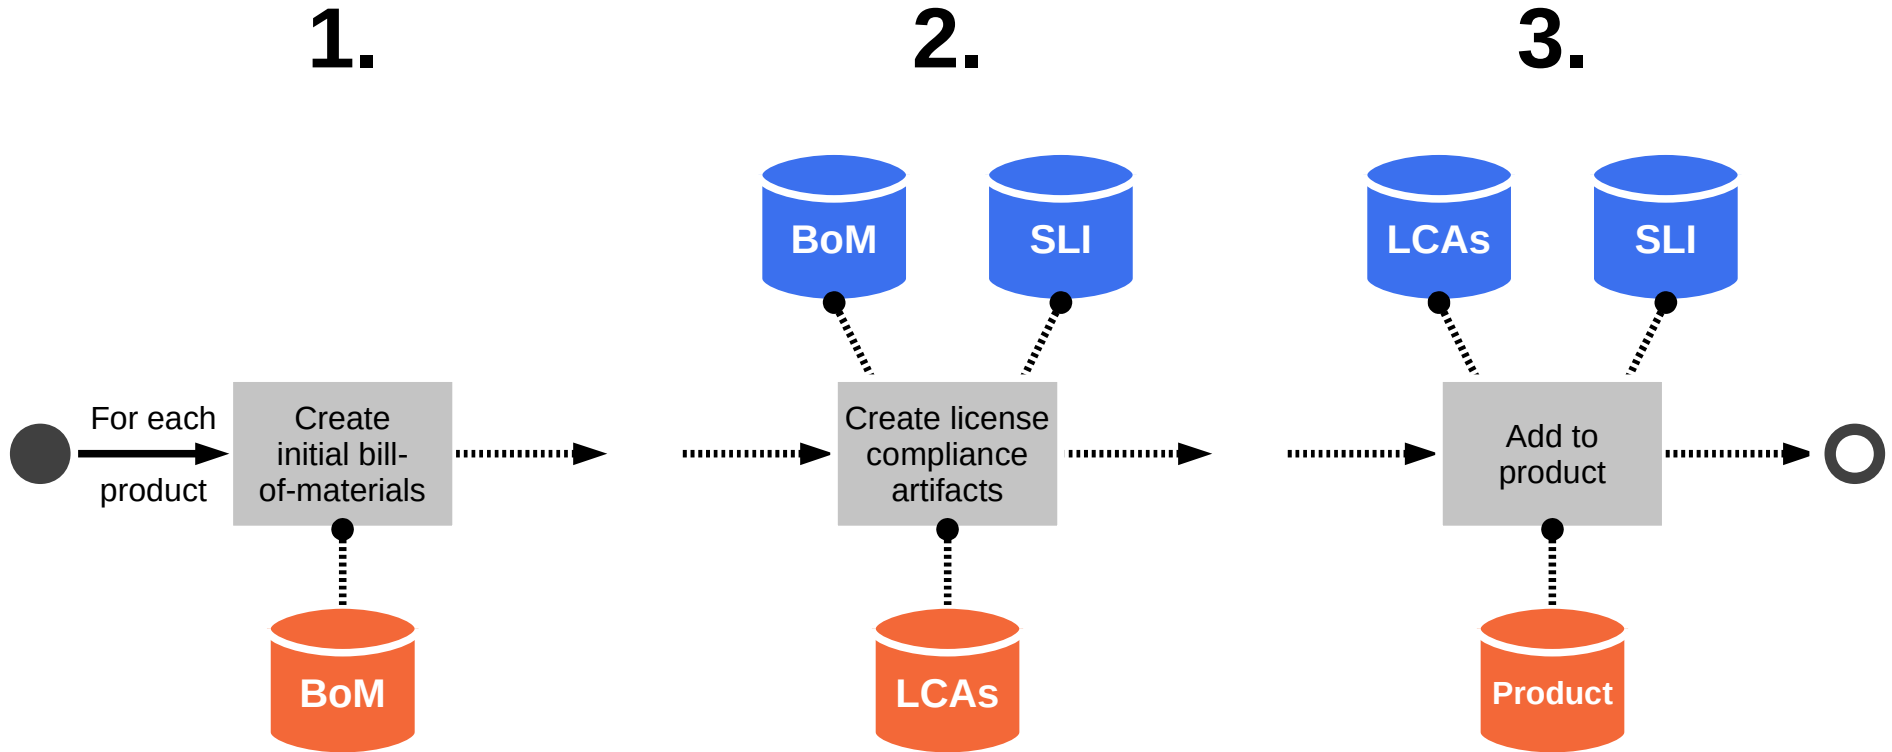 1.
2.
3.
BoM
SLI
LCAs
SLI
For each
product
Create
initial bill-
of-materials
Create license
compliance
artifacts
Add to
product
BoM
LCAs
Product